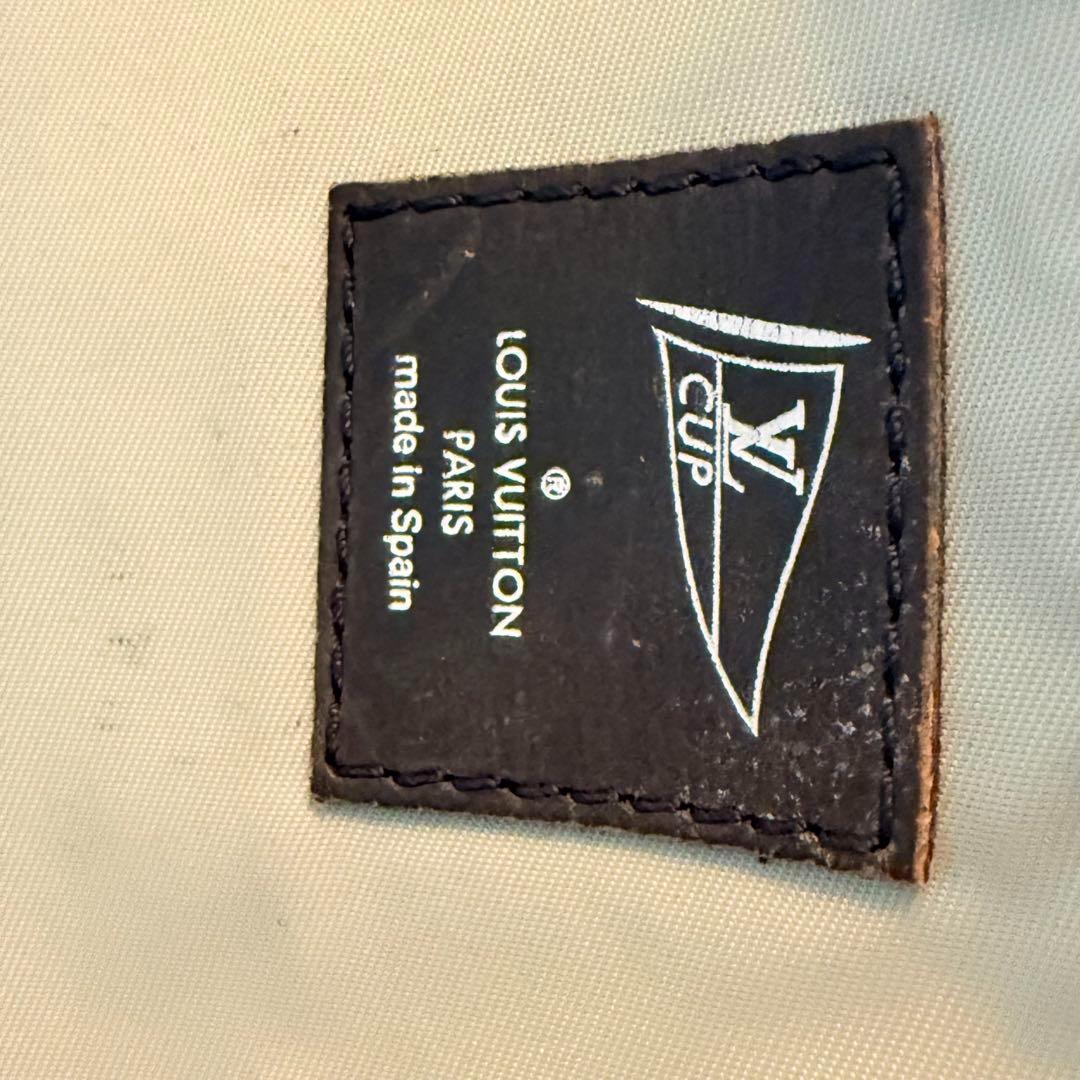 LV
CUP
®
LOUIS VUITTON
PARIS
made in Spain